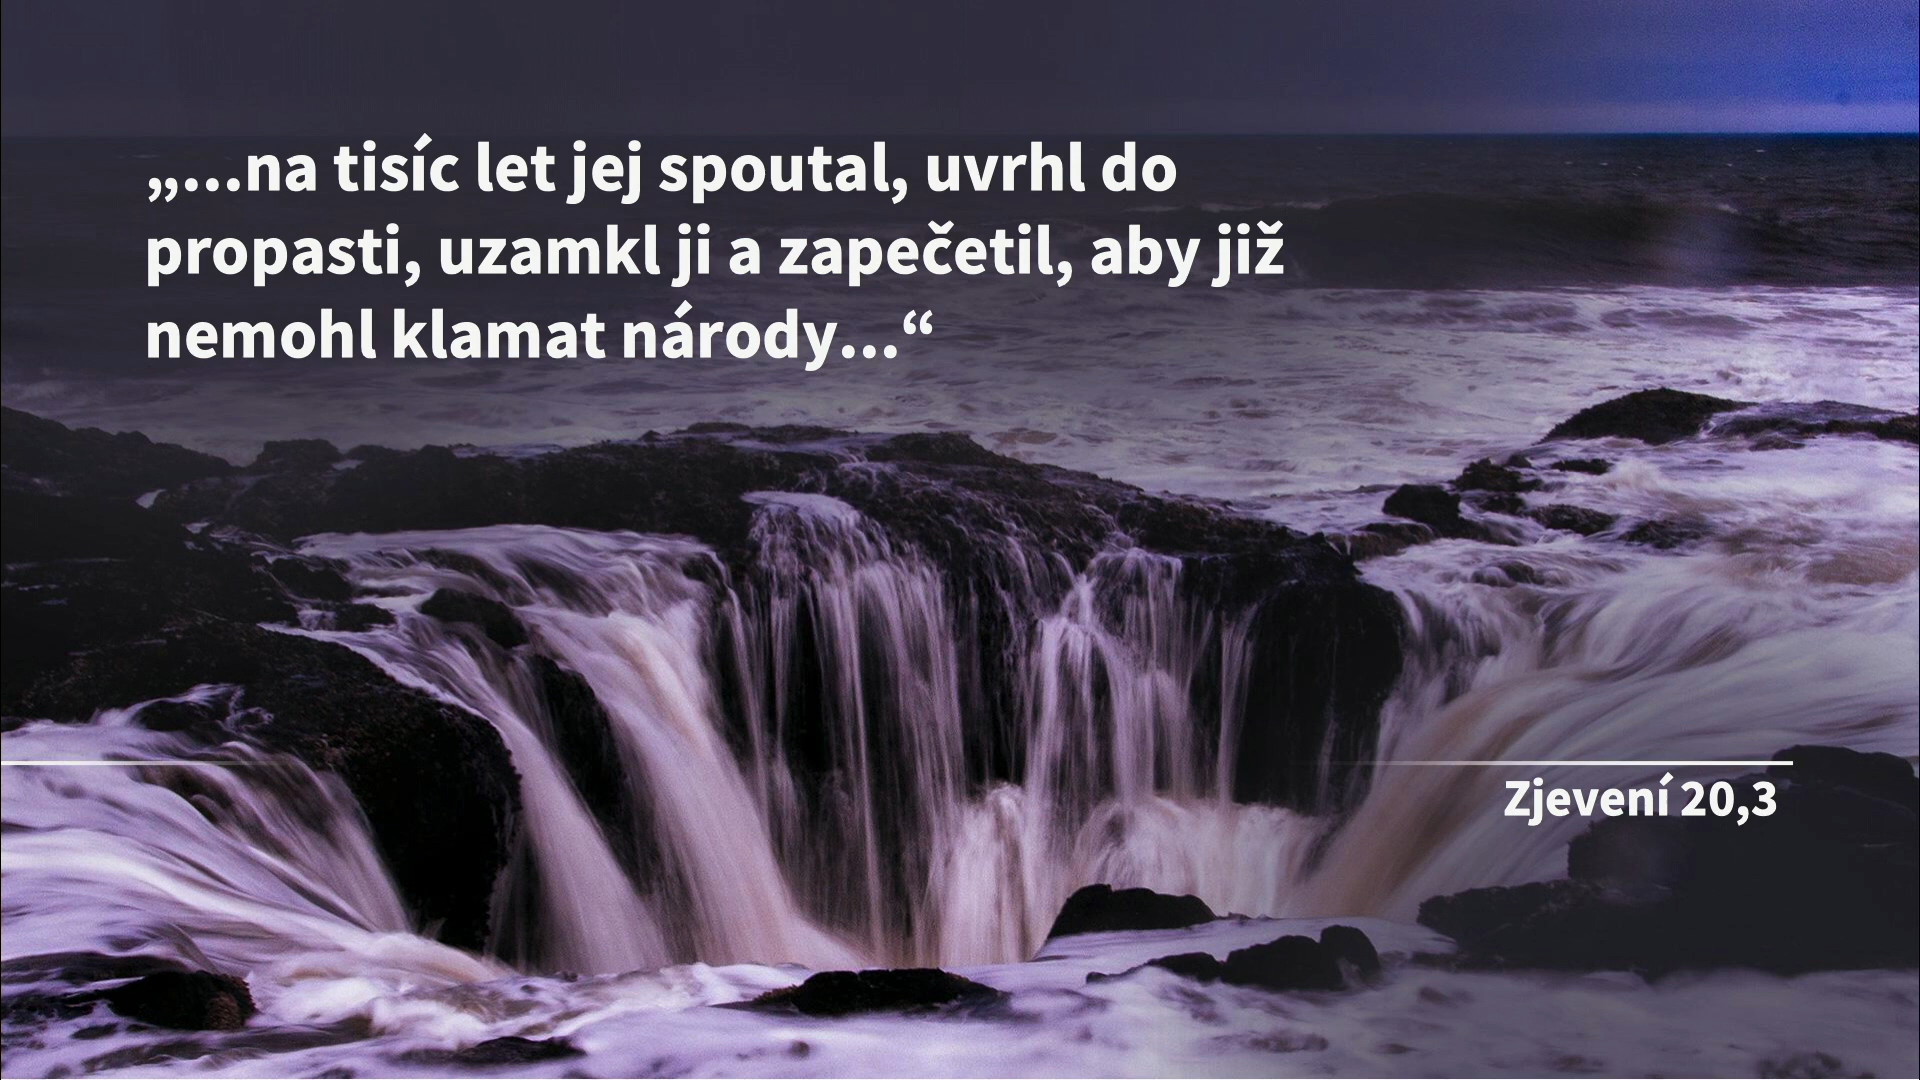 „…na tisíc let jej spoutal, uvrhl do
propasti, uzamkl ji a zapečetil, aby již
nemohl klamat národy…“
Zjevení 20,3